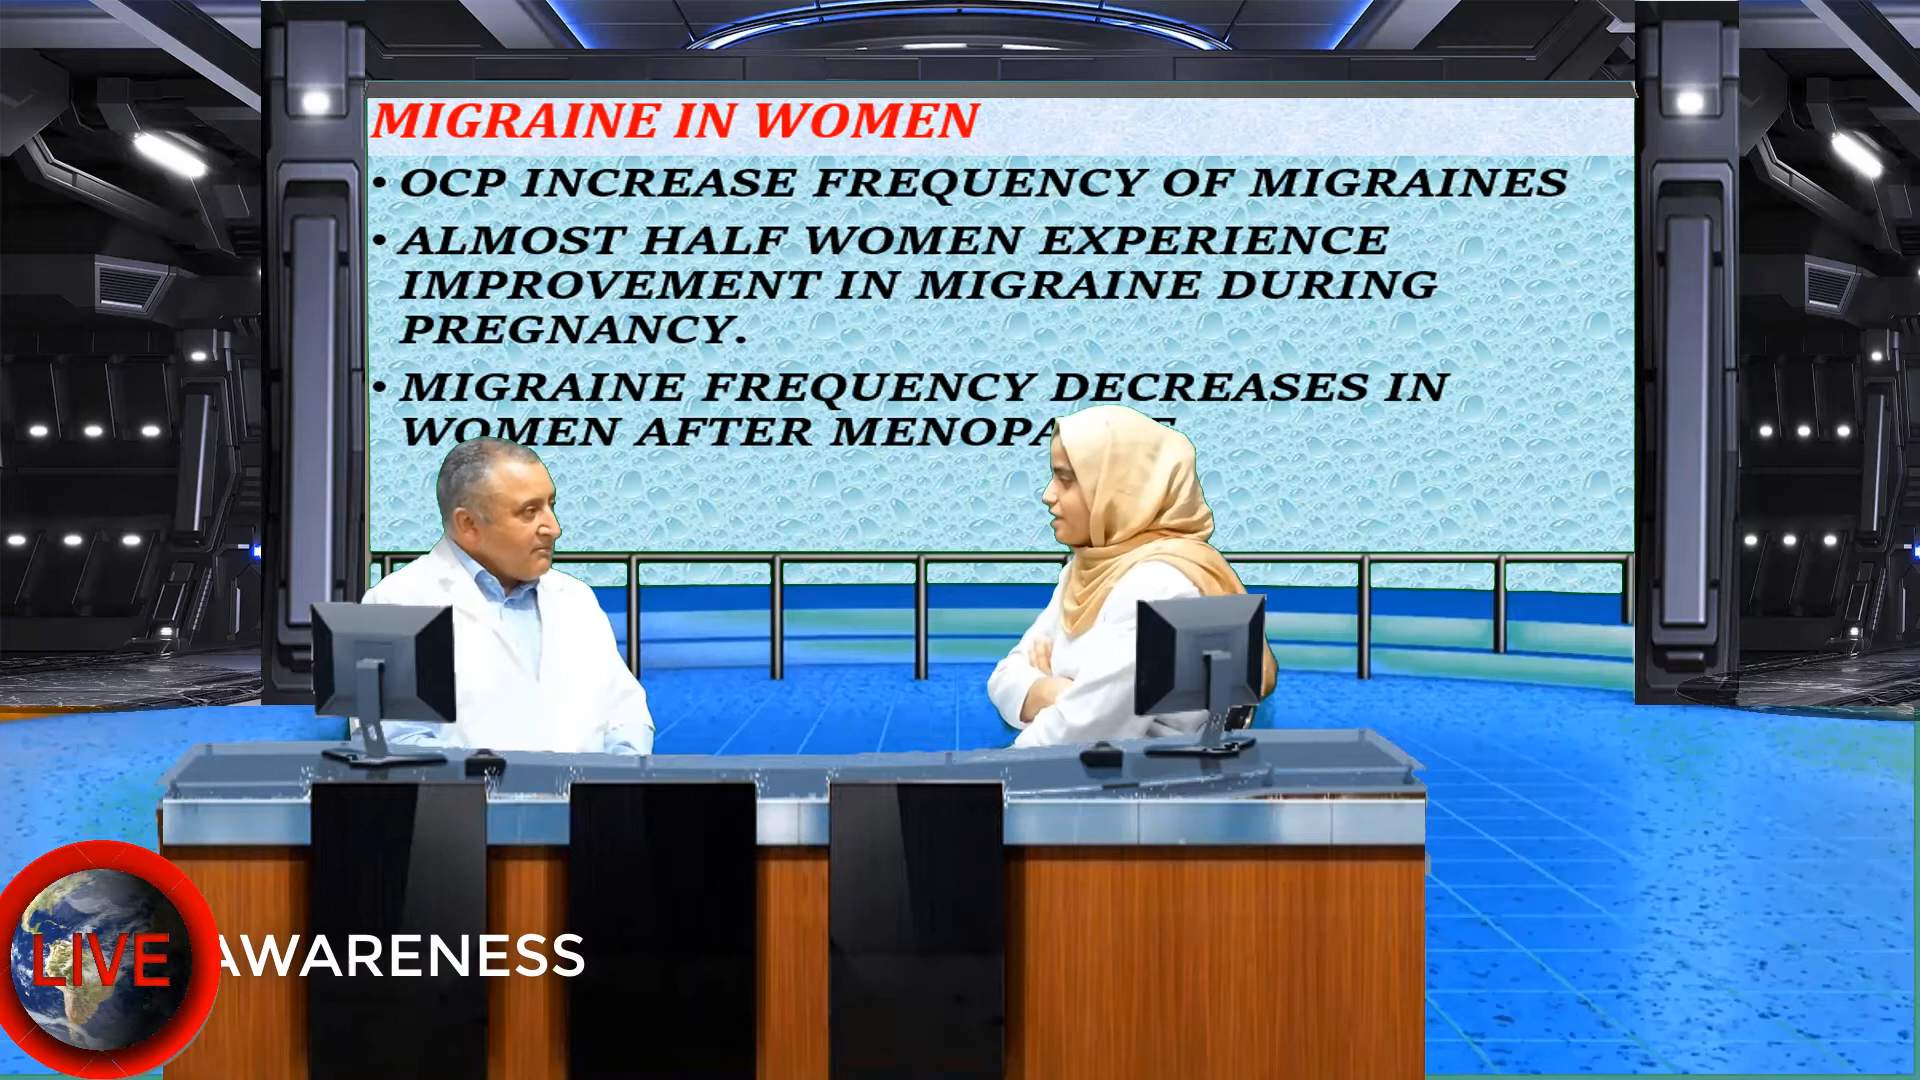 MIGRAINE IN WOMEN
• OCP INCREASE FREQUENCY OF MIGRAINES
• ALMOST HALF WOMEN EXPERIENCE
IMPROVEMENT IN MIGRAINE DURING
PREGNANCY.
• MIGRAINE FREQUENCY DECREASES IN
WOMEN AFTER
LIVE
AWARENESS